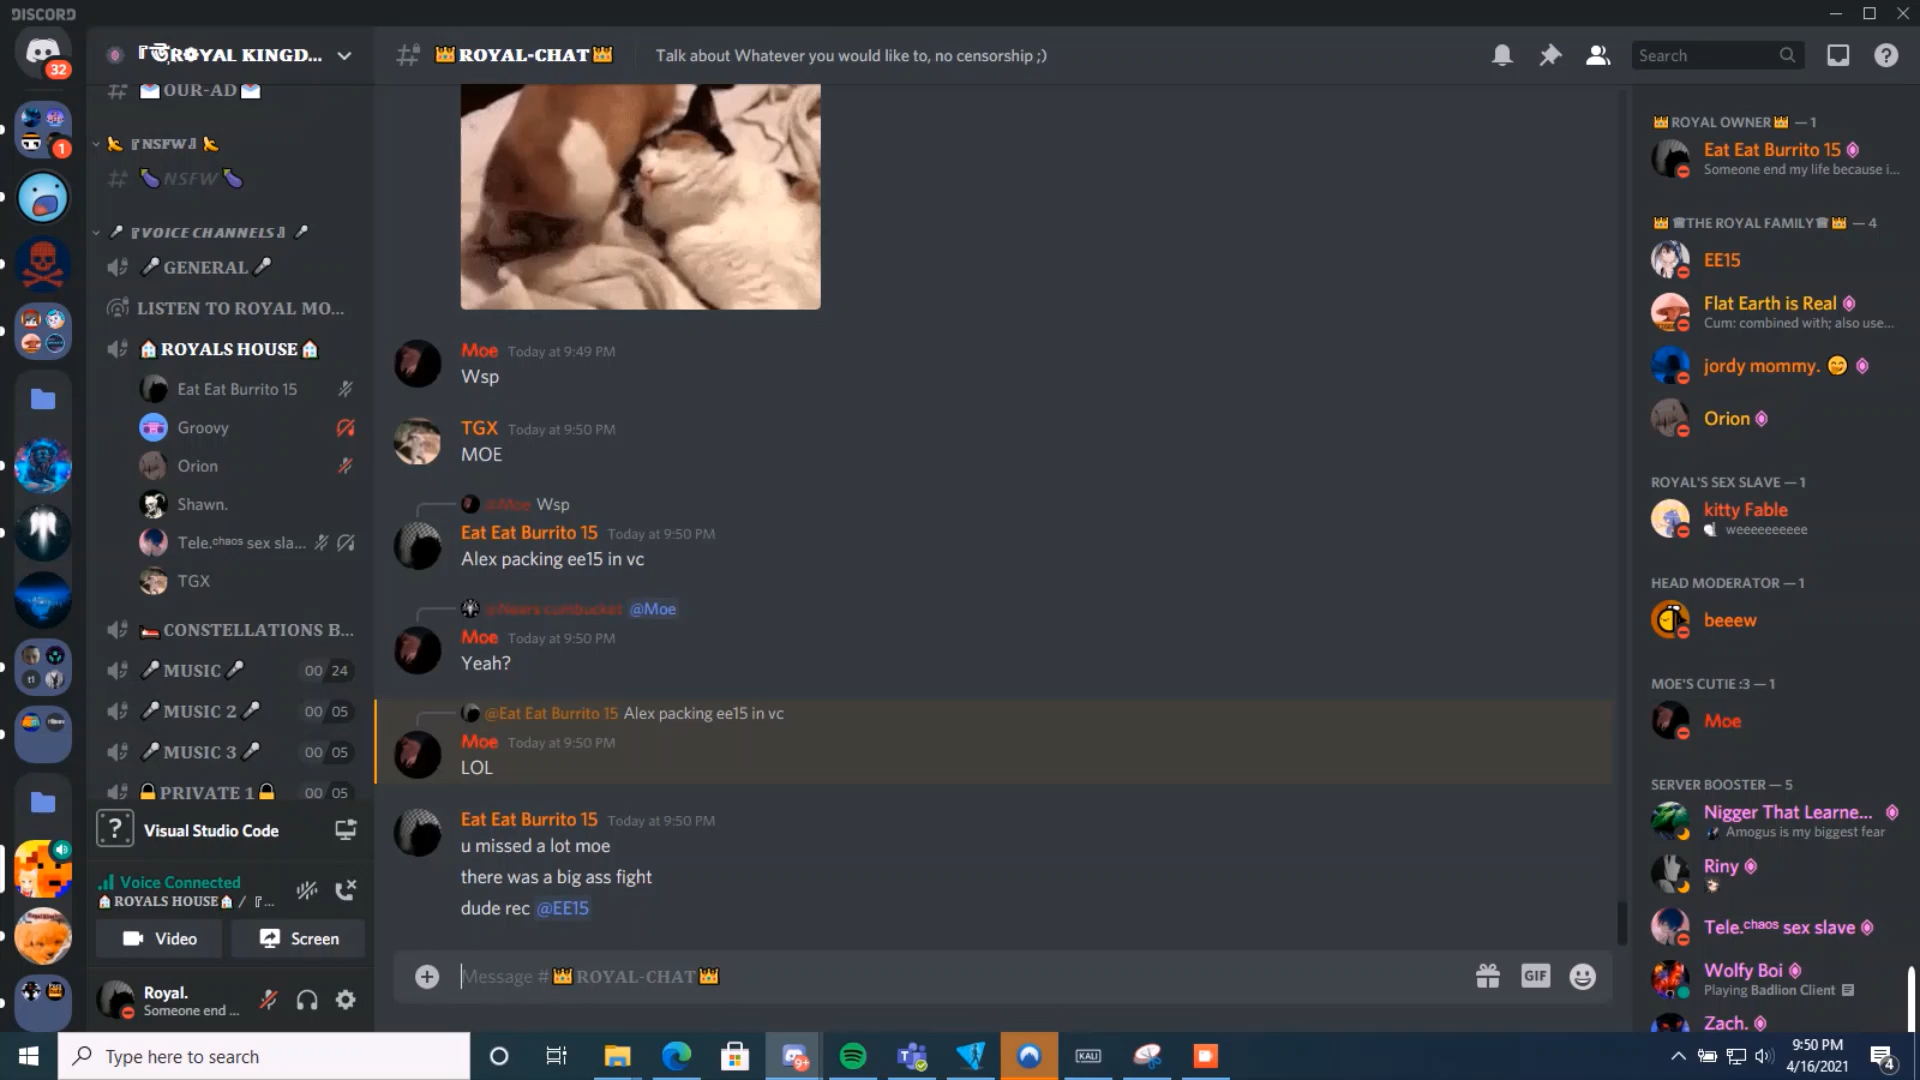 DISCORD
32
1
『ʬR✿YAL KINGD...
OUR-AD
『NSFW』
NSFW
『VOICE CHANNELS』
GENERAL
LISTEN TO ROYAL MO...
ROYALS HOUSE
Eat Eat Burrito 15
Groovy
Orion
Shawn.
Tele.ᶜʰᵃᵒˢ sex sla...
TGX
CONSTELLATIONS B...
MUSIC 00 24
MUSIC 2 00 05
MUSIC 3 00 05
PRIVATE 1 00 05
? Visual Studio Code
Voice Connected
ROYALS HOUSE / 『...
Video Screen
Royal.
Someone end ...
👑ROYAL-CHAT👑 Talk about Whatever you would like to, no censorship ;)
Search
Moe Today at 9:49 PM
Wsp
TGX Today at 9:50 PM
MOE
@Moe Wsp
Eat Eat Burrito 15 Today at 9:50 PM
Alex packing ee15 in vc
@Neers cumbucket @Moe
Moe Today at 9:50 PM
Yeah?
@Eat Eat Burrito 15 Alex packing ee15 in vc
Moe Today at 9:50 PM
LOL
Eat Eat Burrito 15 Today at 9:50 PM
u missed a lot moe
there was a big ass fight
dude rec @EE15
Message #👑ROYAL-CHAT👑
GIF
👑ROYAL OWNER👑 — 1
Eat Eat Burrito 15
Someone end my life because i...
👑♛THE ROYAL FAMILY♛👑 — 4
EE15
Flat Earth is Real
Cum: combined with; also use...
jordy mommy. 😊
Orion
ROYAL'S SEX SLAVE — 1
kitty Fable
weeeeeeeeee
HEAD MODERATOR — 1
beeew
MOE'S CUTIE :3 — 1
Moe
SERVER BOOSTER — 5
Nigger That Learne...
Amogus is my biggest fear
Riny
Tele.ᶜʰᵃᵒˢ sex slave
Wolfy Boi
Playing Badlion Client
Zach.
Type here to search
9+
KALI
9:50 PM
4/16/2021
4